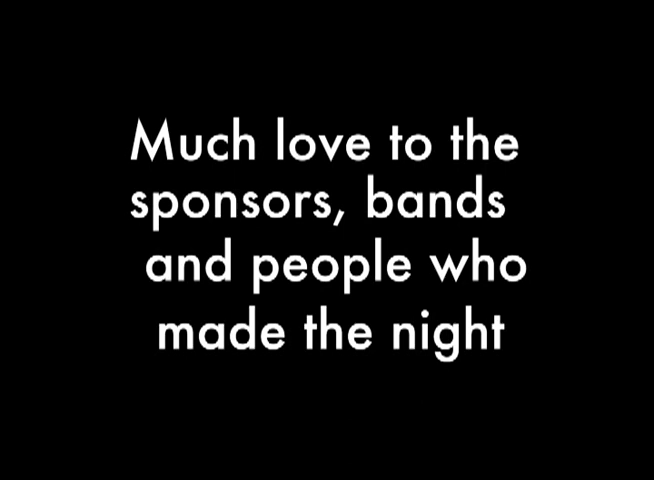 Much love to the
sponsors, bands
and people who
made the night